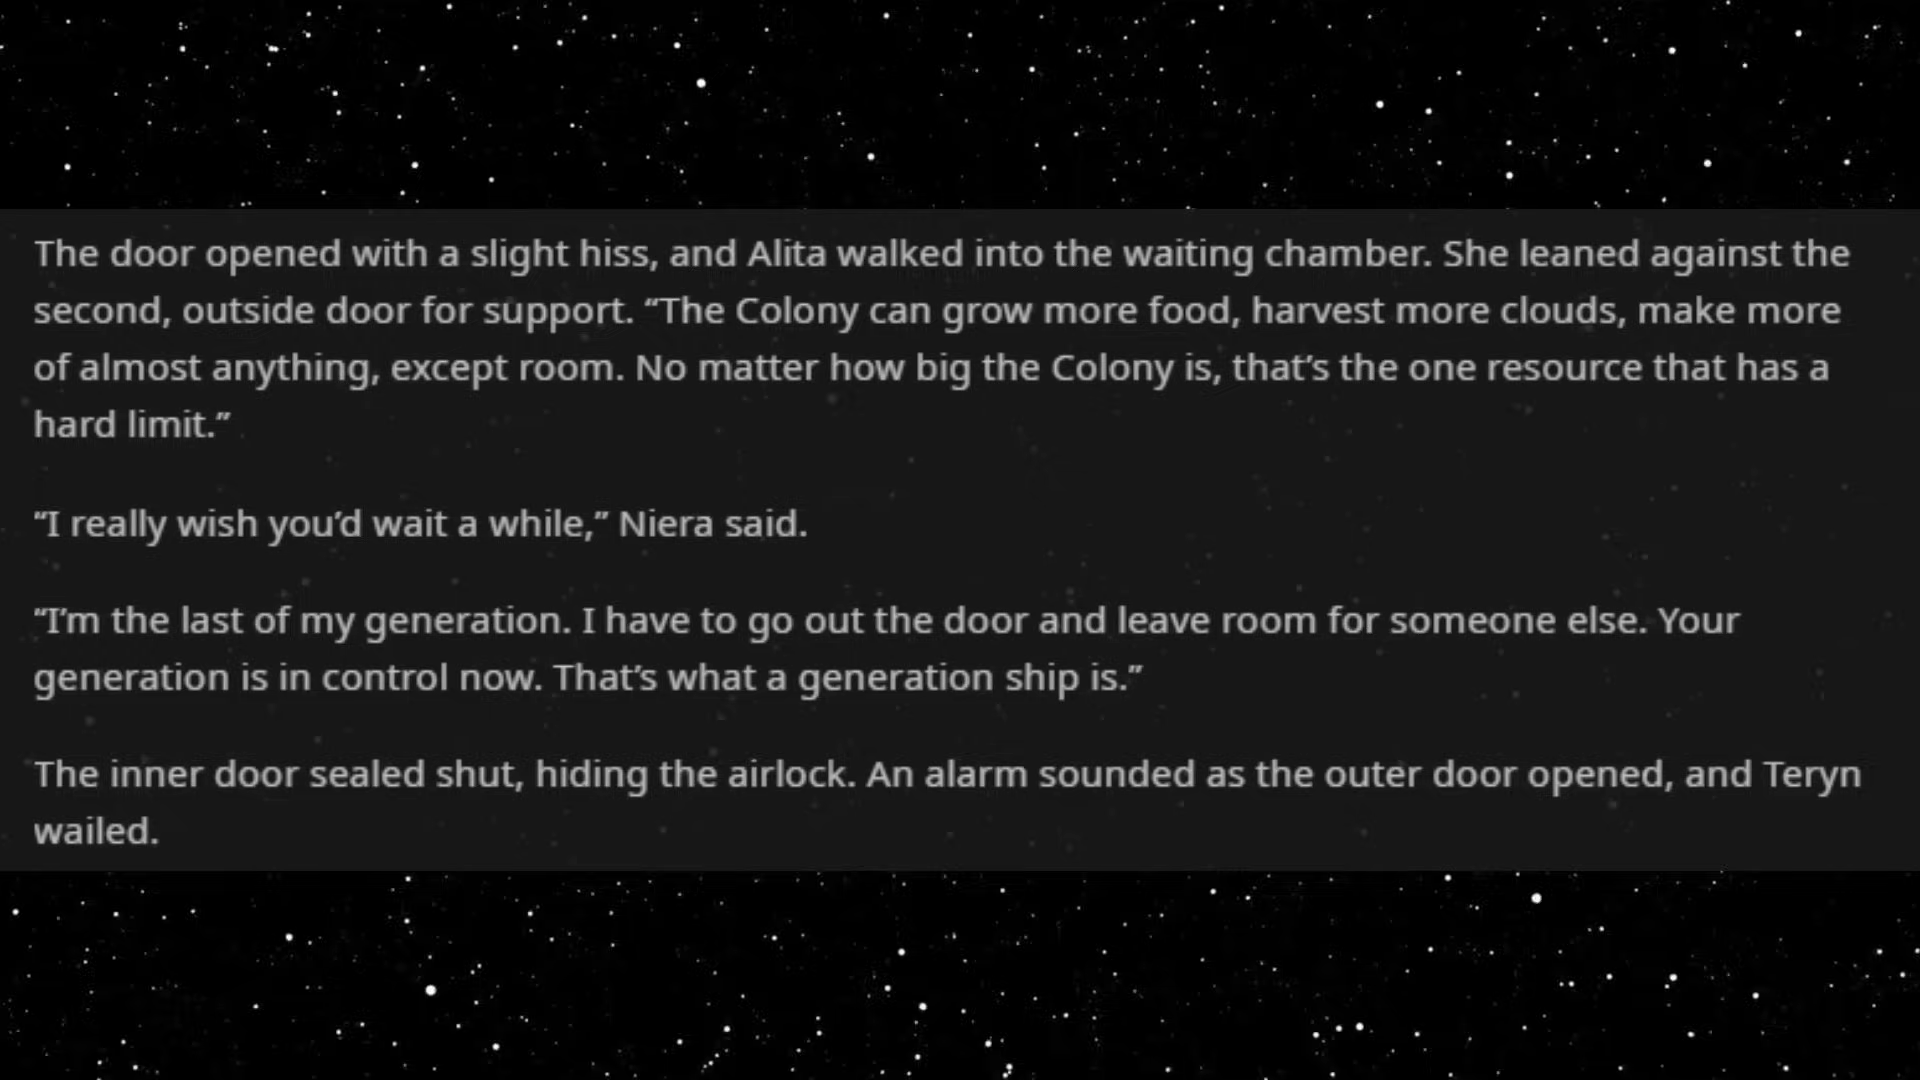 The door opened with a slight hiss, and Alita walked into the waiting chamber. She leaned against the
second, outside door for support. “The Colony can grow more food, harvest more clouds, make more
of almost anything, except room. No matter how big the Colony is, that’s the one resource that has a
hard limit.”
“I really wish you’d wait a while,” Niera said.
“I’m the last of my generation. I have to go out the door and leave room for someone else. Your
generation is in control now. That’s what a generation ship is.”
The inner door sealed shut, hiding the airlock. An alarm sounded as the outer door opened, and Teryn
wailed.